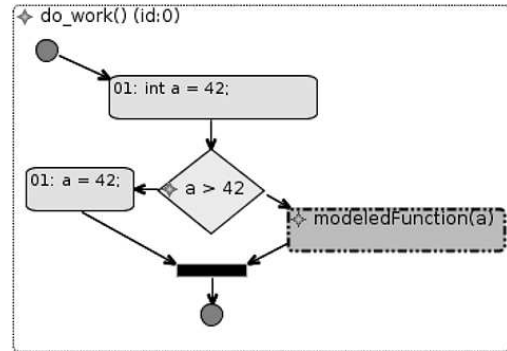 do_work() (id:0)
01: int a = 42;
a > 42
01: a = 42;
modeledFunction(a)